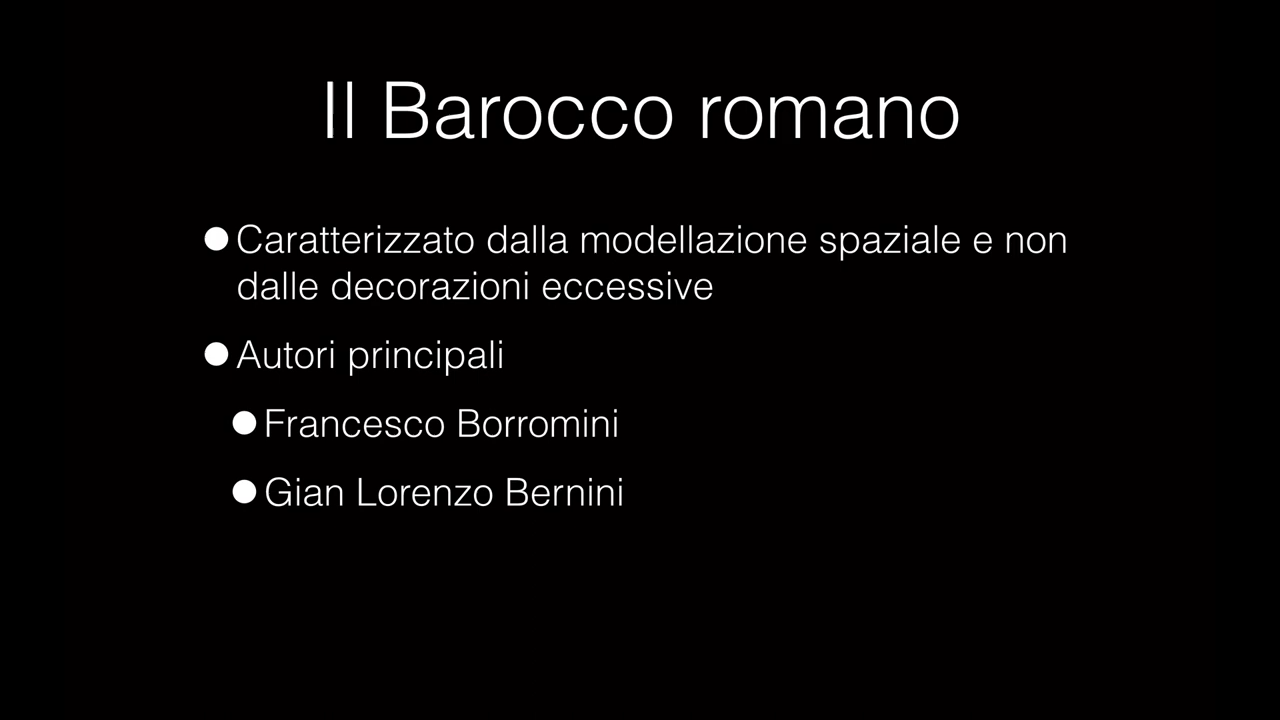 Il Barocco romano
● Caratterizzato dalla modellazione spaziale e non
dalle decorazioni eccessive
● Autori principali
● Francesco Borromini
● Gian Lorenzo Bernini